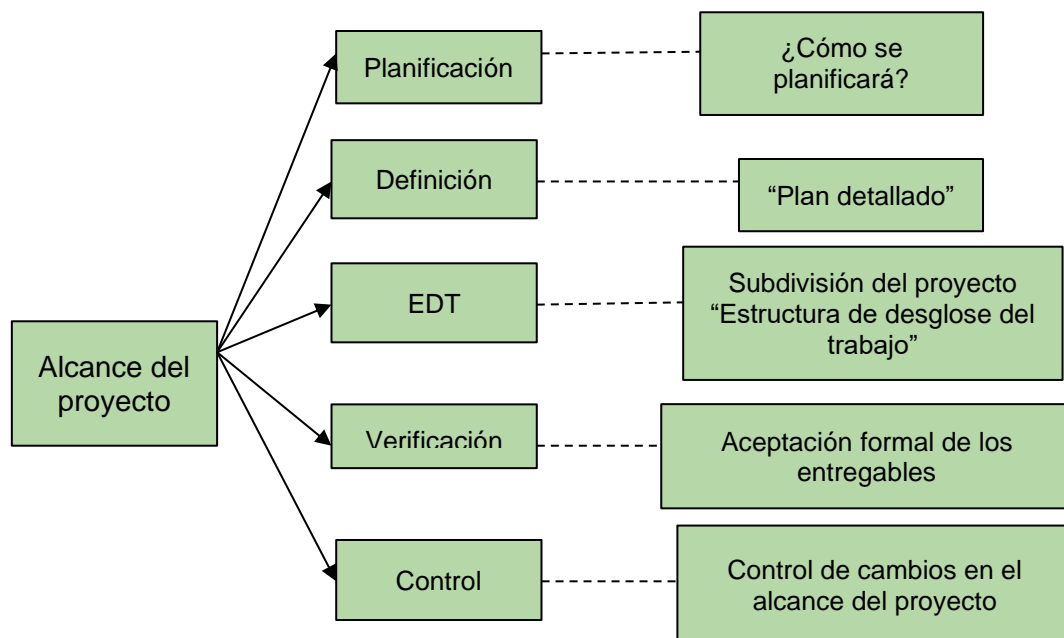 Planificación
¿Cómo se
planificará?
Definición
“Plan detallado”
EDT
Subdivisión del proyecto
“Estructura de desglose del
trabajo”
Alcance del
proyecto
Verificación
Aceptación formal de los
entregables
Control
Control de cambios en el
alcance del proyecto